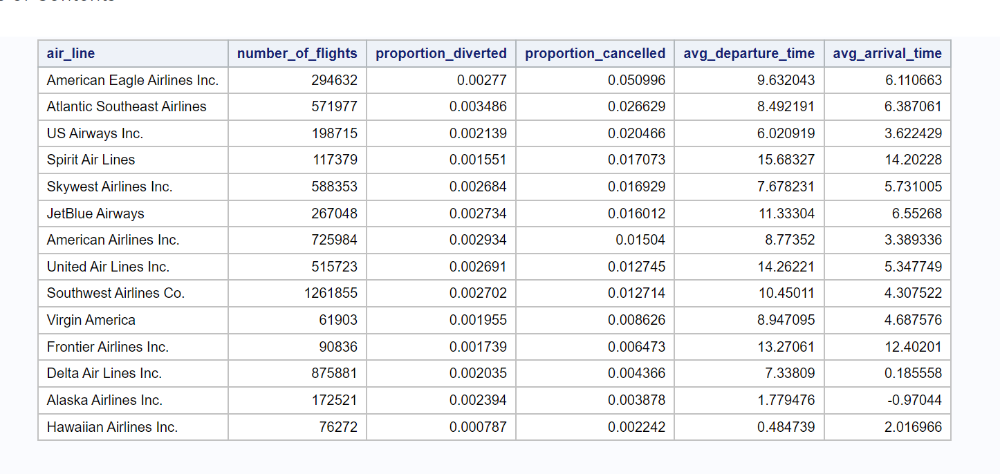 air_line number_of_flights proportion_diverted proportion_cancelled avg_departure_time avg_arrival_time
American Eagle Airlines Inc. 294632 0.00277 0.050996 9.632043 6.110663
Atlantic Southeast Airlines 571977 0.003486 0.026629 8.492191 6.387061
US Airways Inc. 198715 0.002139 0.020466 6.020919 3.622429
Spirit Air Lines 117379 0.001551 0.017073 15.68327 14.20228
Skywest Airlines Inc. 588353 0.002684 0.016929 7.678231 5.731005
JetBlue Airways 267048 0.002734 0.016012 11.33304 6.55268
American Airlines Inc. 725984 0.002934 0.01504 8.77352 3.389336
United Air Lines Inc. 515723 0.002691 0.012745 14.26221 5.347749
Southwest Airlines Co. 1261855 0.002702 0.012714 10.45011 4.307522
Virgin America 61903 0.001955 0.008626 8.947095 4.687576
Frontier Airlines Inc. 90836 0.001739 0.006473 13.27061 12.40201
Delta Air Lines Inc. 875881 0.002035 0.004366 7.33809 0.185558
Alaska Airlines Inc. 172521 0.002394 0.003878 1.779476 -0.97044
Hawaiian Airlines Inc. 76272 0.000787 0.002242 0.484739 2.016966